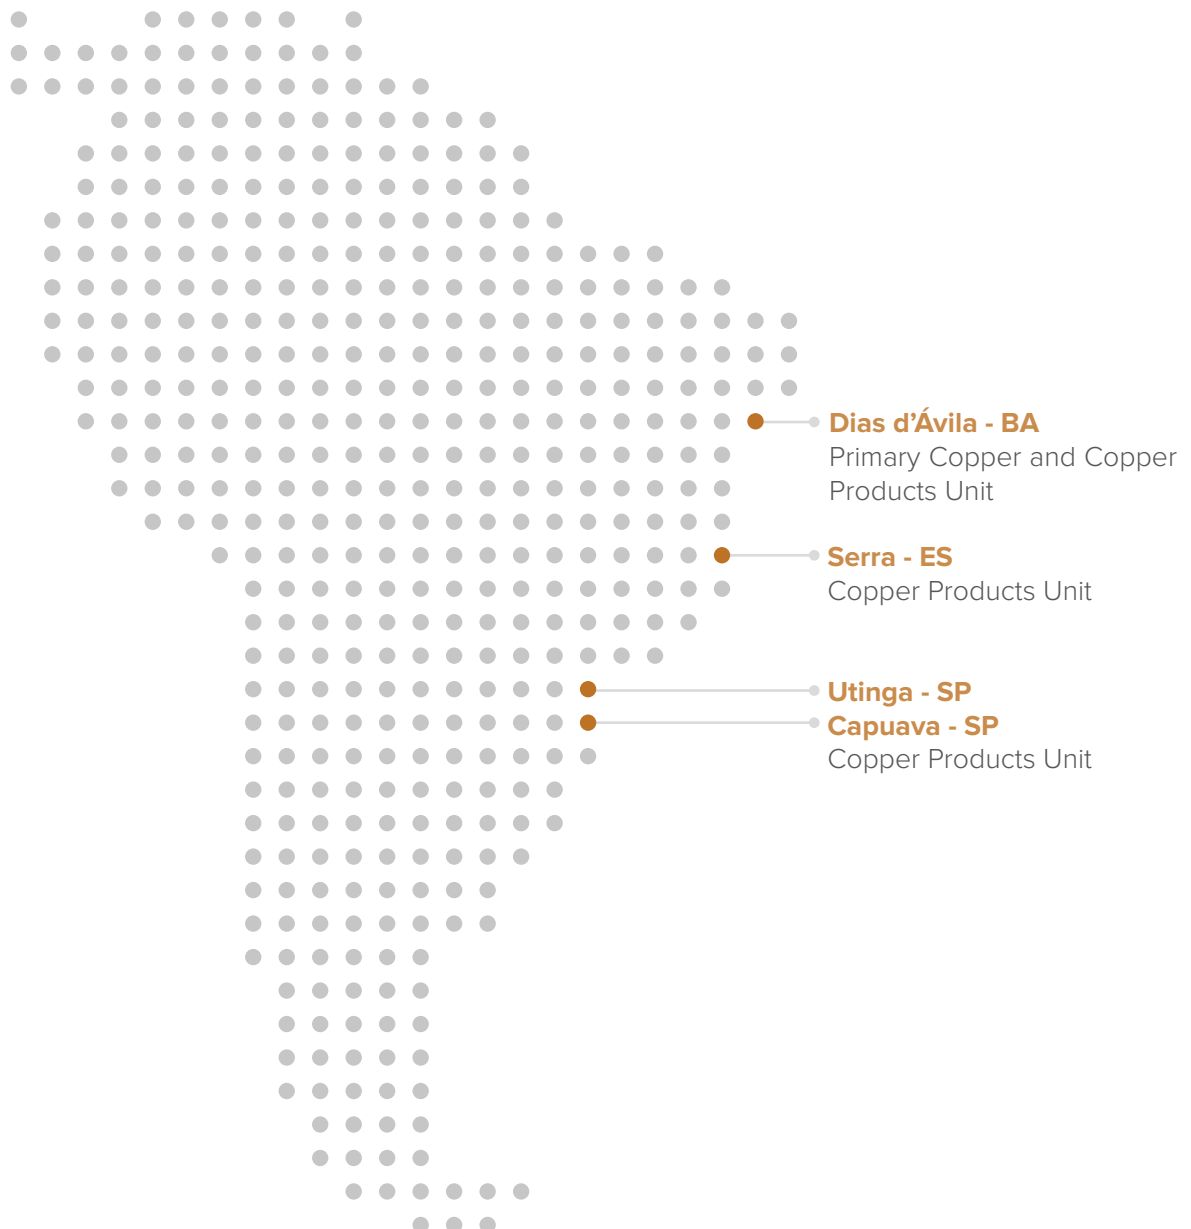 Dias d’Ávila - BA
Primary Copper and Copper
Products Unit
Serra - ES
Copper Products Unit
Utinga - SP
Capuava - SP
Copper Products Unit